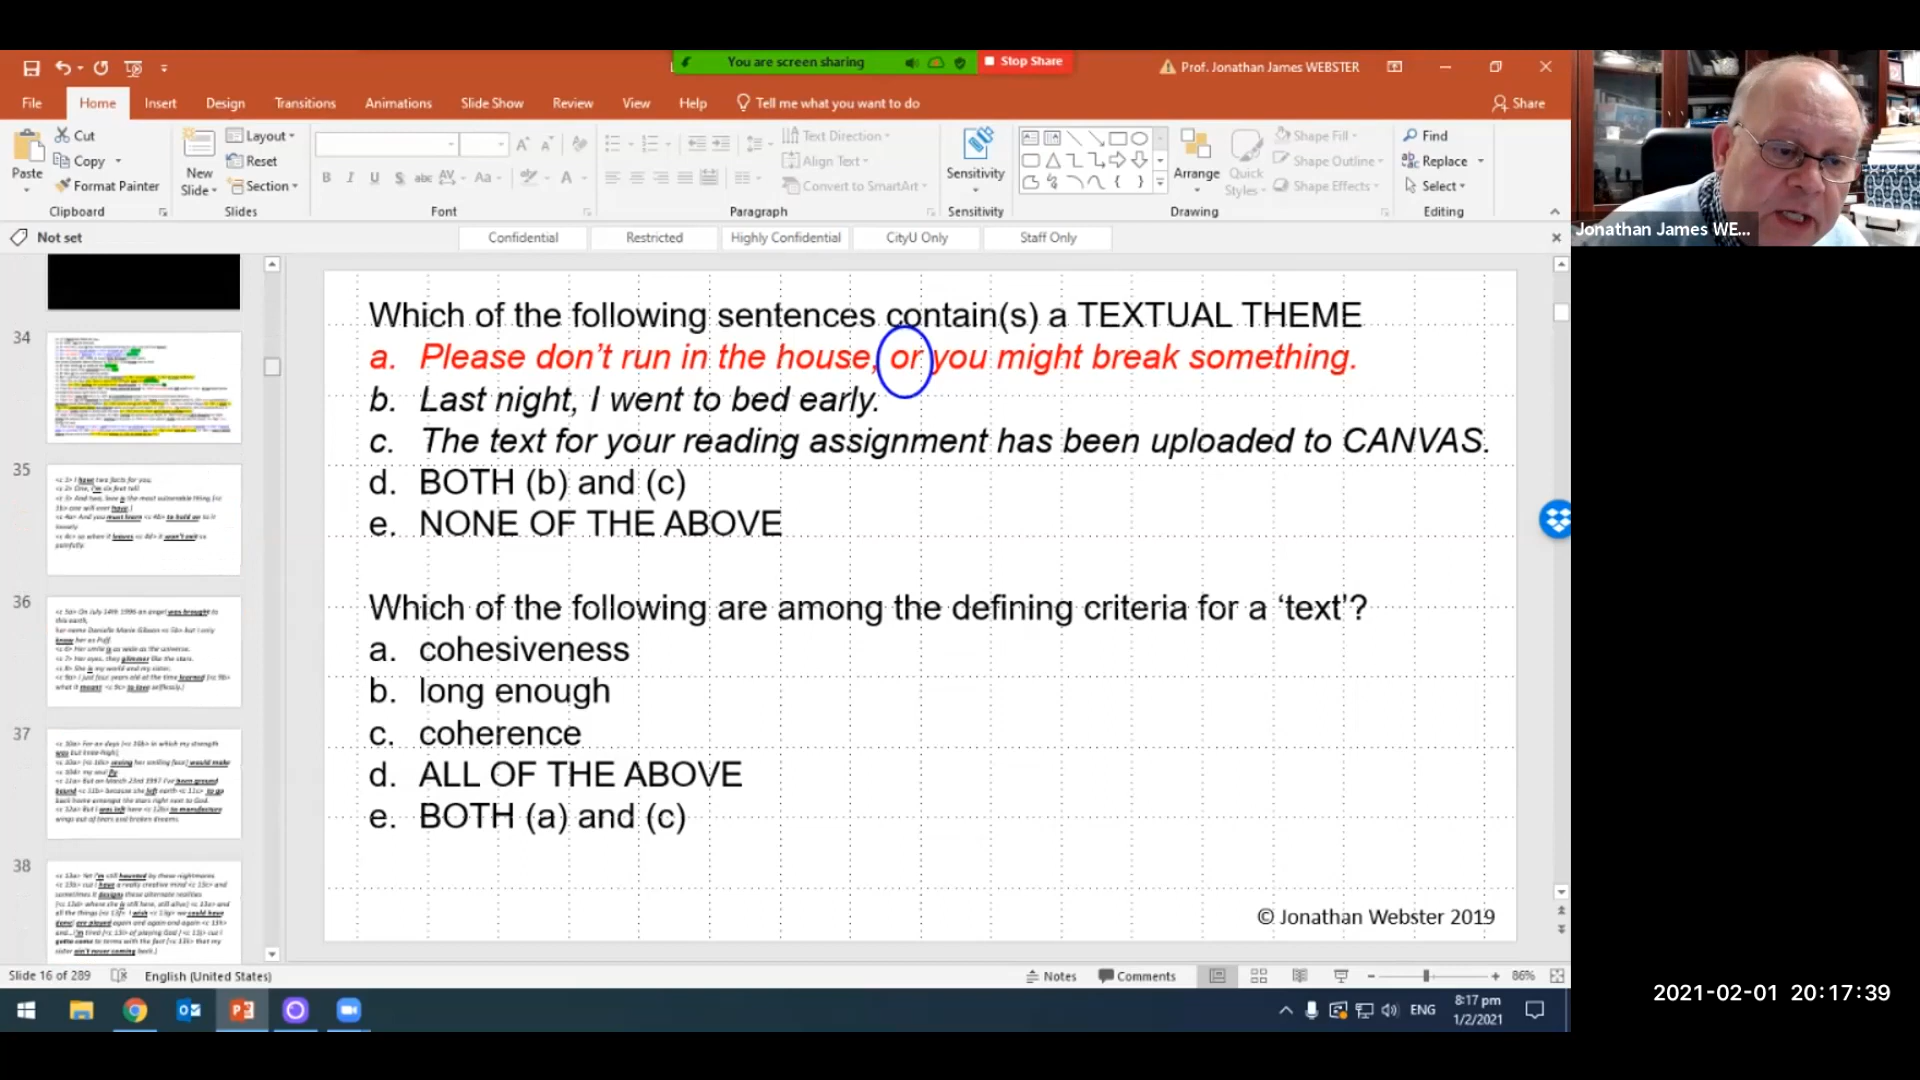 You are screen sharing
Stop Share
Prof. Jonathan James WEBSTER
File Home Insert Design Transitions Animations Slide Show Review View Help Tell me what you want to do Share
Paste Cut Copy Format Painter
Clipboard
New Slide Layout Reset Section
Slides
Font
Text Direction Align Text Convert to SmartArt
Paragraph
Sensitivity
Sensitivity
Arrange Quick Styles Shape Fill Shape Outline Shape Effects
Drawing
Find Replace Select
Editing
Not set Confidential Restricted Highly Confidential CityU Only Staff Only
Jonathan James WE...
34
35
36
37
38
Which of the following sentences contain(s) a TEXTUAL THEME
a. Please don't run in the house, or you might break something.
b. Last night, I went to bed early.
c. The text for your reading assignment has been uploaded to CANVAS.
d. BOTH (b) and (c)
e. NONE OF THE ABOVE
Which of the following are among the defining criteria for a ‘text’?
a. cohesiveness
b. long enough
c. coherence
d. ALL OF THE ABOVE
e. BOTH (a) and (c)
© Jonathan Webster 2019
Slide 16 of 289 English (United States) Notes Comments 86%
ENG 8:17 pm
1/2/2021
2021-02-01 20:17:39